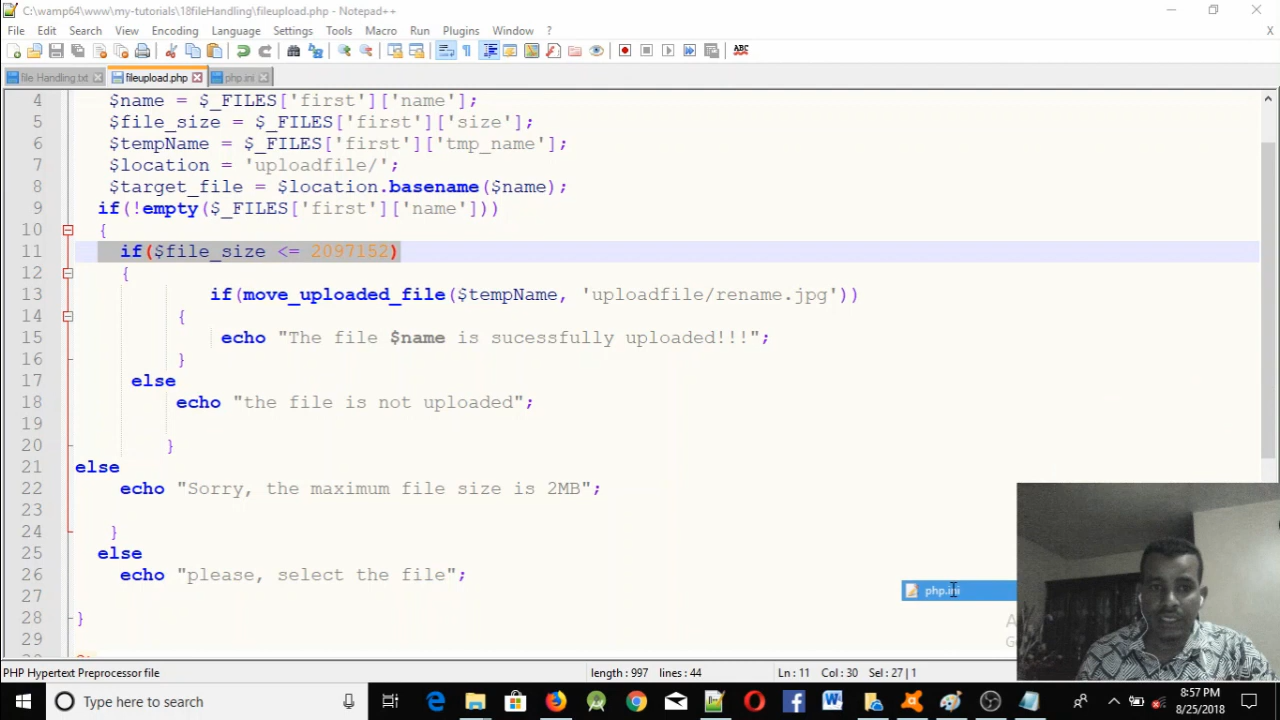 C:\wamp64\www\my-tutorials\18fileHandling\fileupload.php - Notepad++
File Edit Search View Encoding Language Settings Tools Macro Run Plugins Window ? X
file Handling.txt fileupload.php php.ini
4 $name = $_FILES['first']['name'];
5 $file_size = $_FILES['first']['size'];
6 $tempName = $_FILES['first']['tmp_name'];
7 $location = 'uploadfile/';
8 $target_file = $location.basename($name);
9 if(!empty($_FILES['first']['name']))
10 {
11 if($file_size <= 2097152)
12 {
13 if(move_uploaded_file($tempName, 'uploadfile/rename.jpg'))
14 {
15 echo "The file $name is sucessfully uploaded!!!";
16 }
17 else
18 echo "the file is not uploaded";
19
20 }
21 else
22 echo "Sorry, the maximum file size is 2MB";
23
24 }
25 else
26 echo "please, select the file";
27
28 }
29
php.ini
PHP Hypertext Preprocessor file length : 997 lines : 44 Ln : 11 Col : 30 Sel : 27 | 1
Type here to search
8:57 PM
8/25/2018